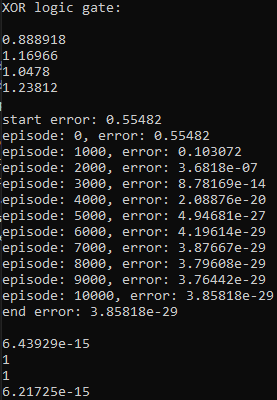 XOR logic gate:
0.888918
1.16966
1.0478
1.23812
start error: 0.55482
episode: 0, error: 0.55482
episode: 1000, error: 0.103072
episode: 2000, error: 3.6818e-07
episode: 3000, error: 8.78169e-14
episode: 4000, error: 2.08876e-20
episode: 5000, error: 4.94681e-27
episode: 6000, error: 4.19614e-29
episode: 7000, error: 3.87667e-29
episode: 8000, error: 3.79608e-29
episode: 9000, error: 3.76442e-29
episode: 10000, error: 3.85818e-29
end error: 3.85818e-29
6.43929e-15
1
1
6.21725e-15